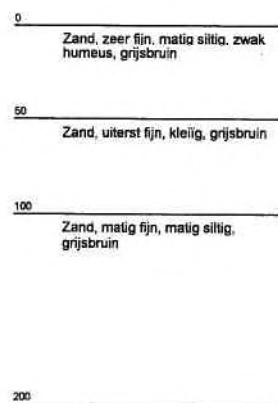 0
Zand, zeer fijn, matig siltig, zwak
humeus, grijsbruin
50
Zand, uiterst fijn, kleiïg, grijsbruin
100
Zand, matig fijn, matig siltig,
grijsbruin
200